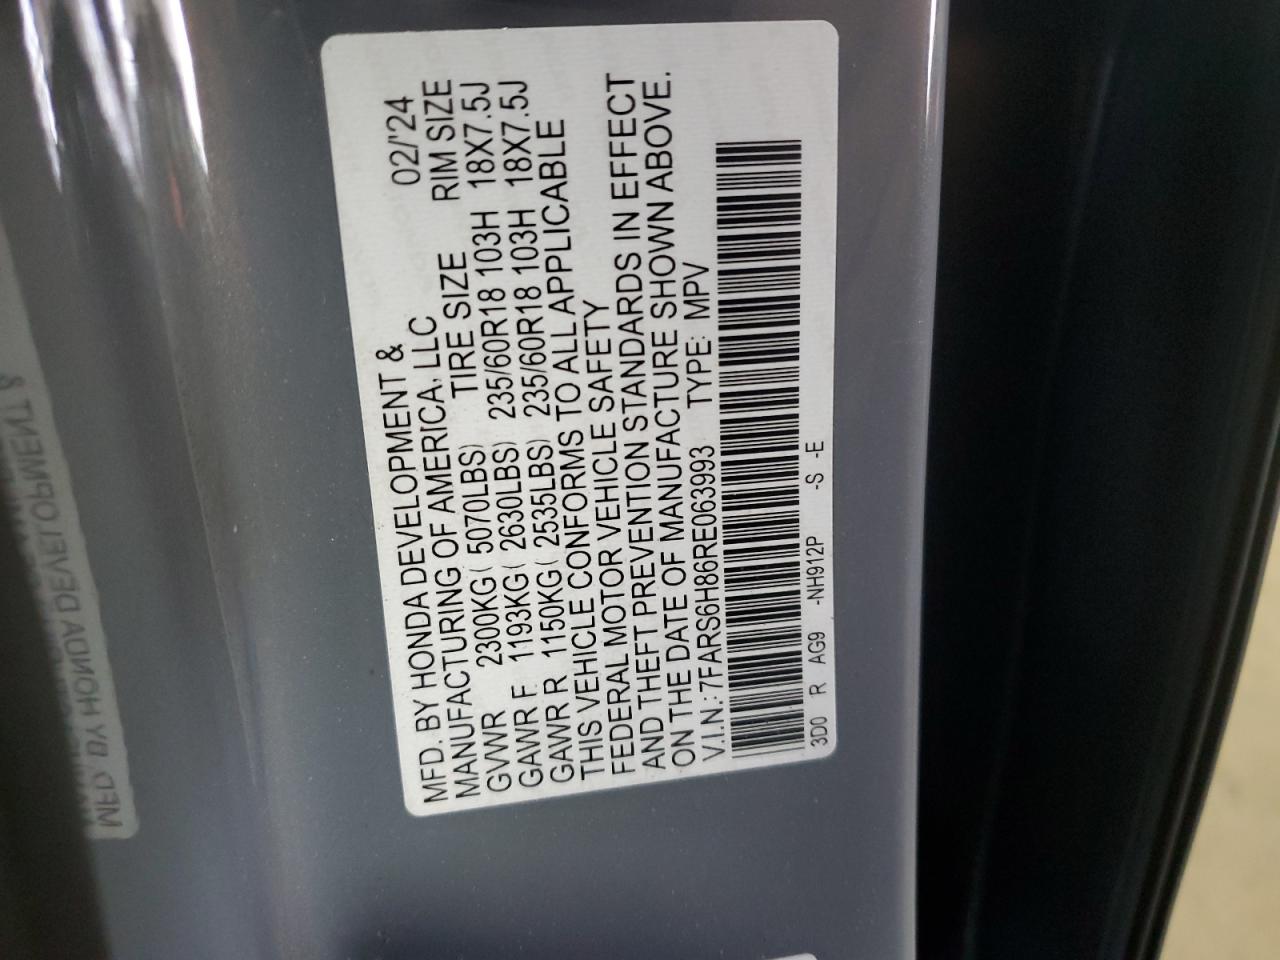 MFD. BY HONDA DEVELOPMENT & 02/'24
MANUFACTURING OF AMERICA, LLC
TIRE SIZE RIM SIZE
GVWR 2300KG ( 5070LBS)
GAWR F 1193KG ( 2630LBS) 235/60R18 103H 18X7.5J
GAWR R 1150KG ( 2535LBS) 235/60R18 103H 18X7.5J
THIS VEHICLE CONFORMS TO ALL APPLICABLE
FEDERAL MOTOR VEHICLE SAFETY
AND THEFT PREVENTION STANDARDS IN EFFECT
ON THE DATE OF MANUFACTURE SHOWN ABOVE.
V.I.N.: 7FARS6H86RE063993 TYPE: MPV
3D0 R AG9 -NH912P -S -E